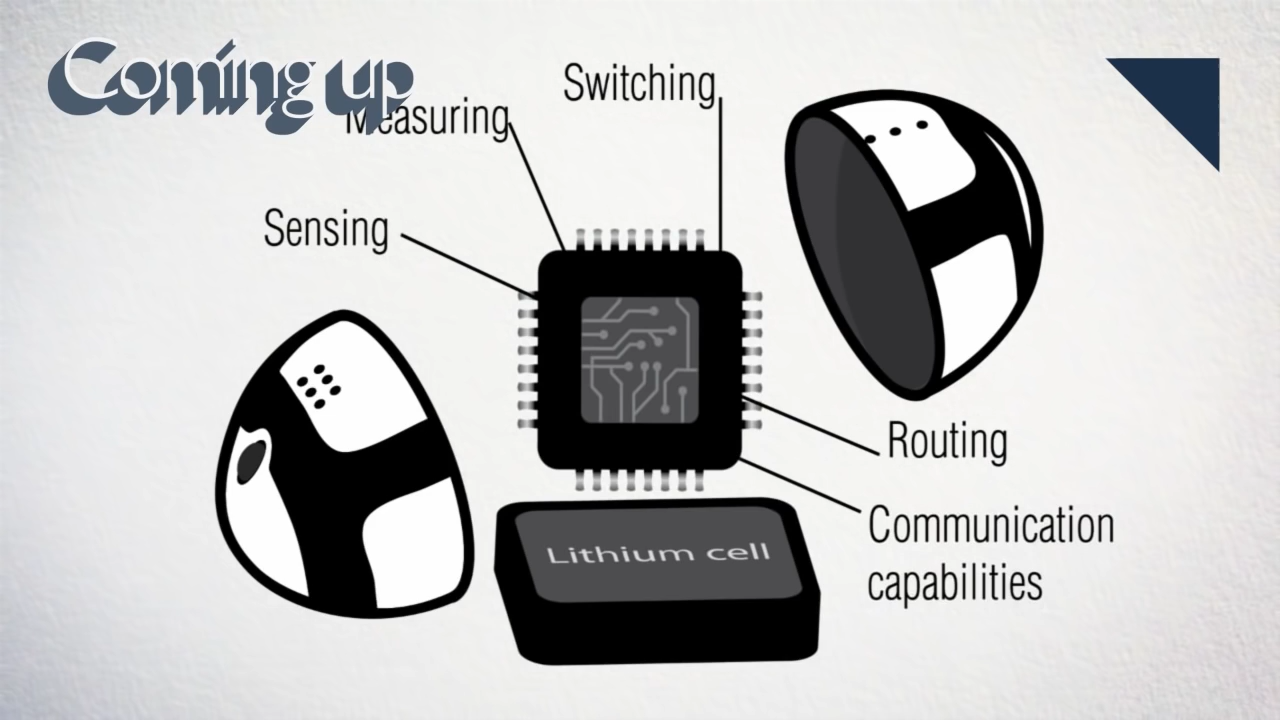 Coming up
Switching
Measuring
Sensing
Routing
Communication
capabilities
Lithium cell